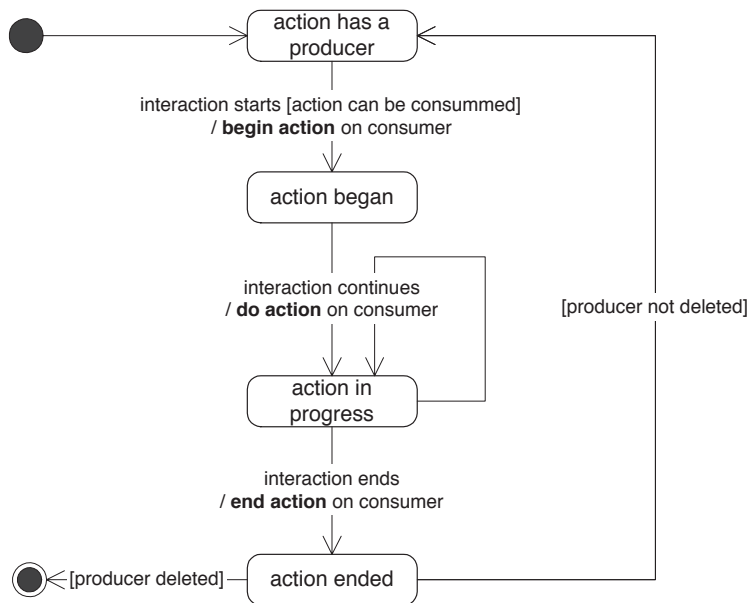 action has a
producer
interaction starts [action can be consummed]
/ begin action on consumer
action began
interaction continues
/ do action on consumer
[producer not deleted]
action in
progress
interaction ends
/ end action on consumer
[producer deleted]
action ended